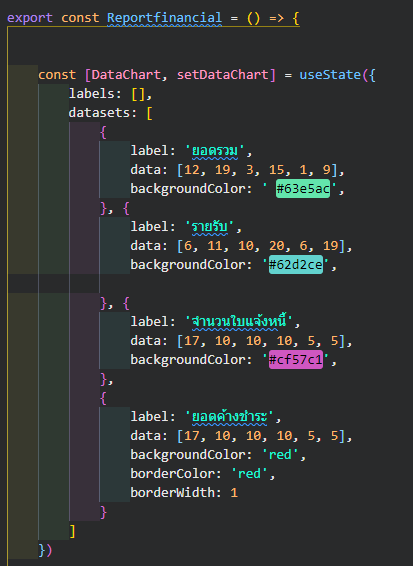 export const Reportfinancial = () => {
const [DataChart, setDataChart] = useState({
labels: [],
datasets: [
{
label: 'ยอดรวม',
data: [12, 19, 3, 15, 1, 9],
backgroundColor: ' #63e5ac',
}, {
label: 'รายรับ',
data: [6, 11, 10, 20, 6, 19],
backgroundColor: '#62d2ce',
}, {
label: 'จำนวนใบแจ้งหนี้',
data: [17, 10, 10, 10, 5, 5],
backgroundColor: '#cf57c1',
},
{
label: 'ยอดค้างชำระ',
data: [17, 10, 10, 10, 5, 5],
backgroundColor: 'red',
borderColor: 'red',
borderWidth: 1
}
]
})